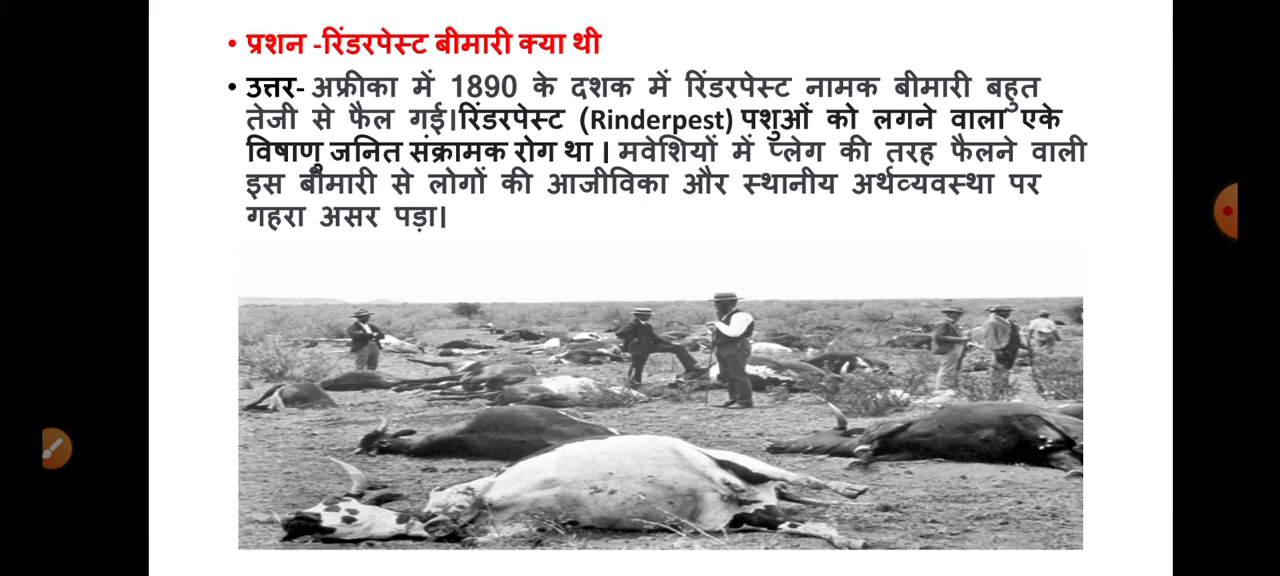 • प्रशन -रिंडरपेस्ट बीमारी क्या थी
• उत्तर- अफ्रीका में 1890 के दशक में रिंडरपेस्ट नामक बीमारी बहुत
तेजी से फैल गई।रिंडरपेस्ट (Rinderpest) पशुओं को लगने वाला एके
विषाणु जनित संक्रामक रोग था । मवेशियों में प्लेग की तरह फैलने वाली
इस बीमारी से लोगों की आजीविका और स्थानीय अर्थव्यवस्था पर
गहरा असर पड़ा।